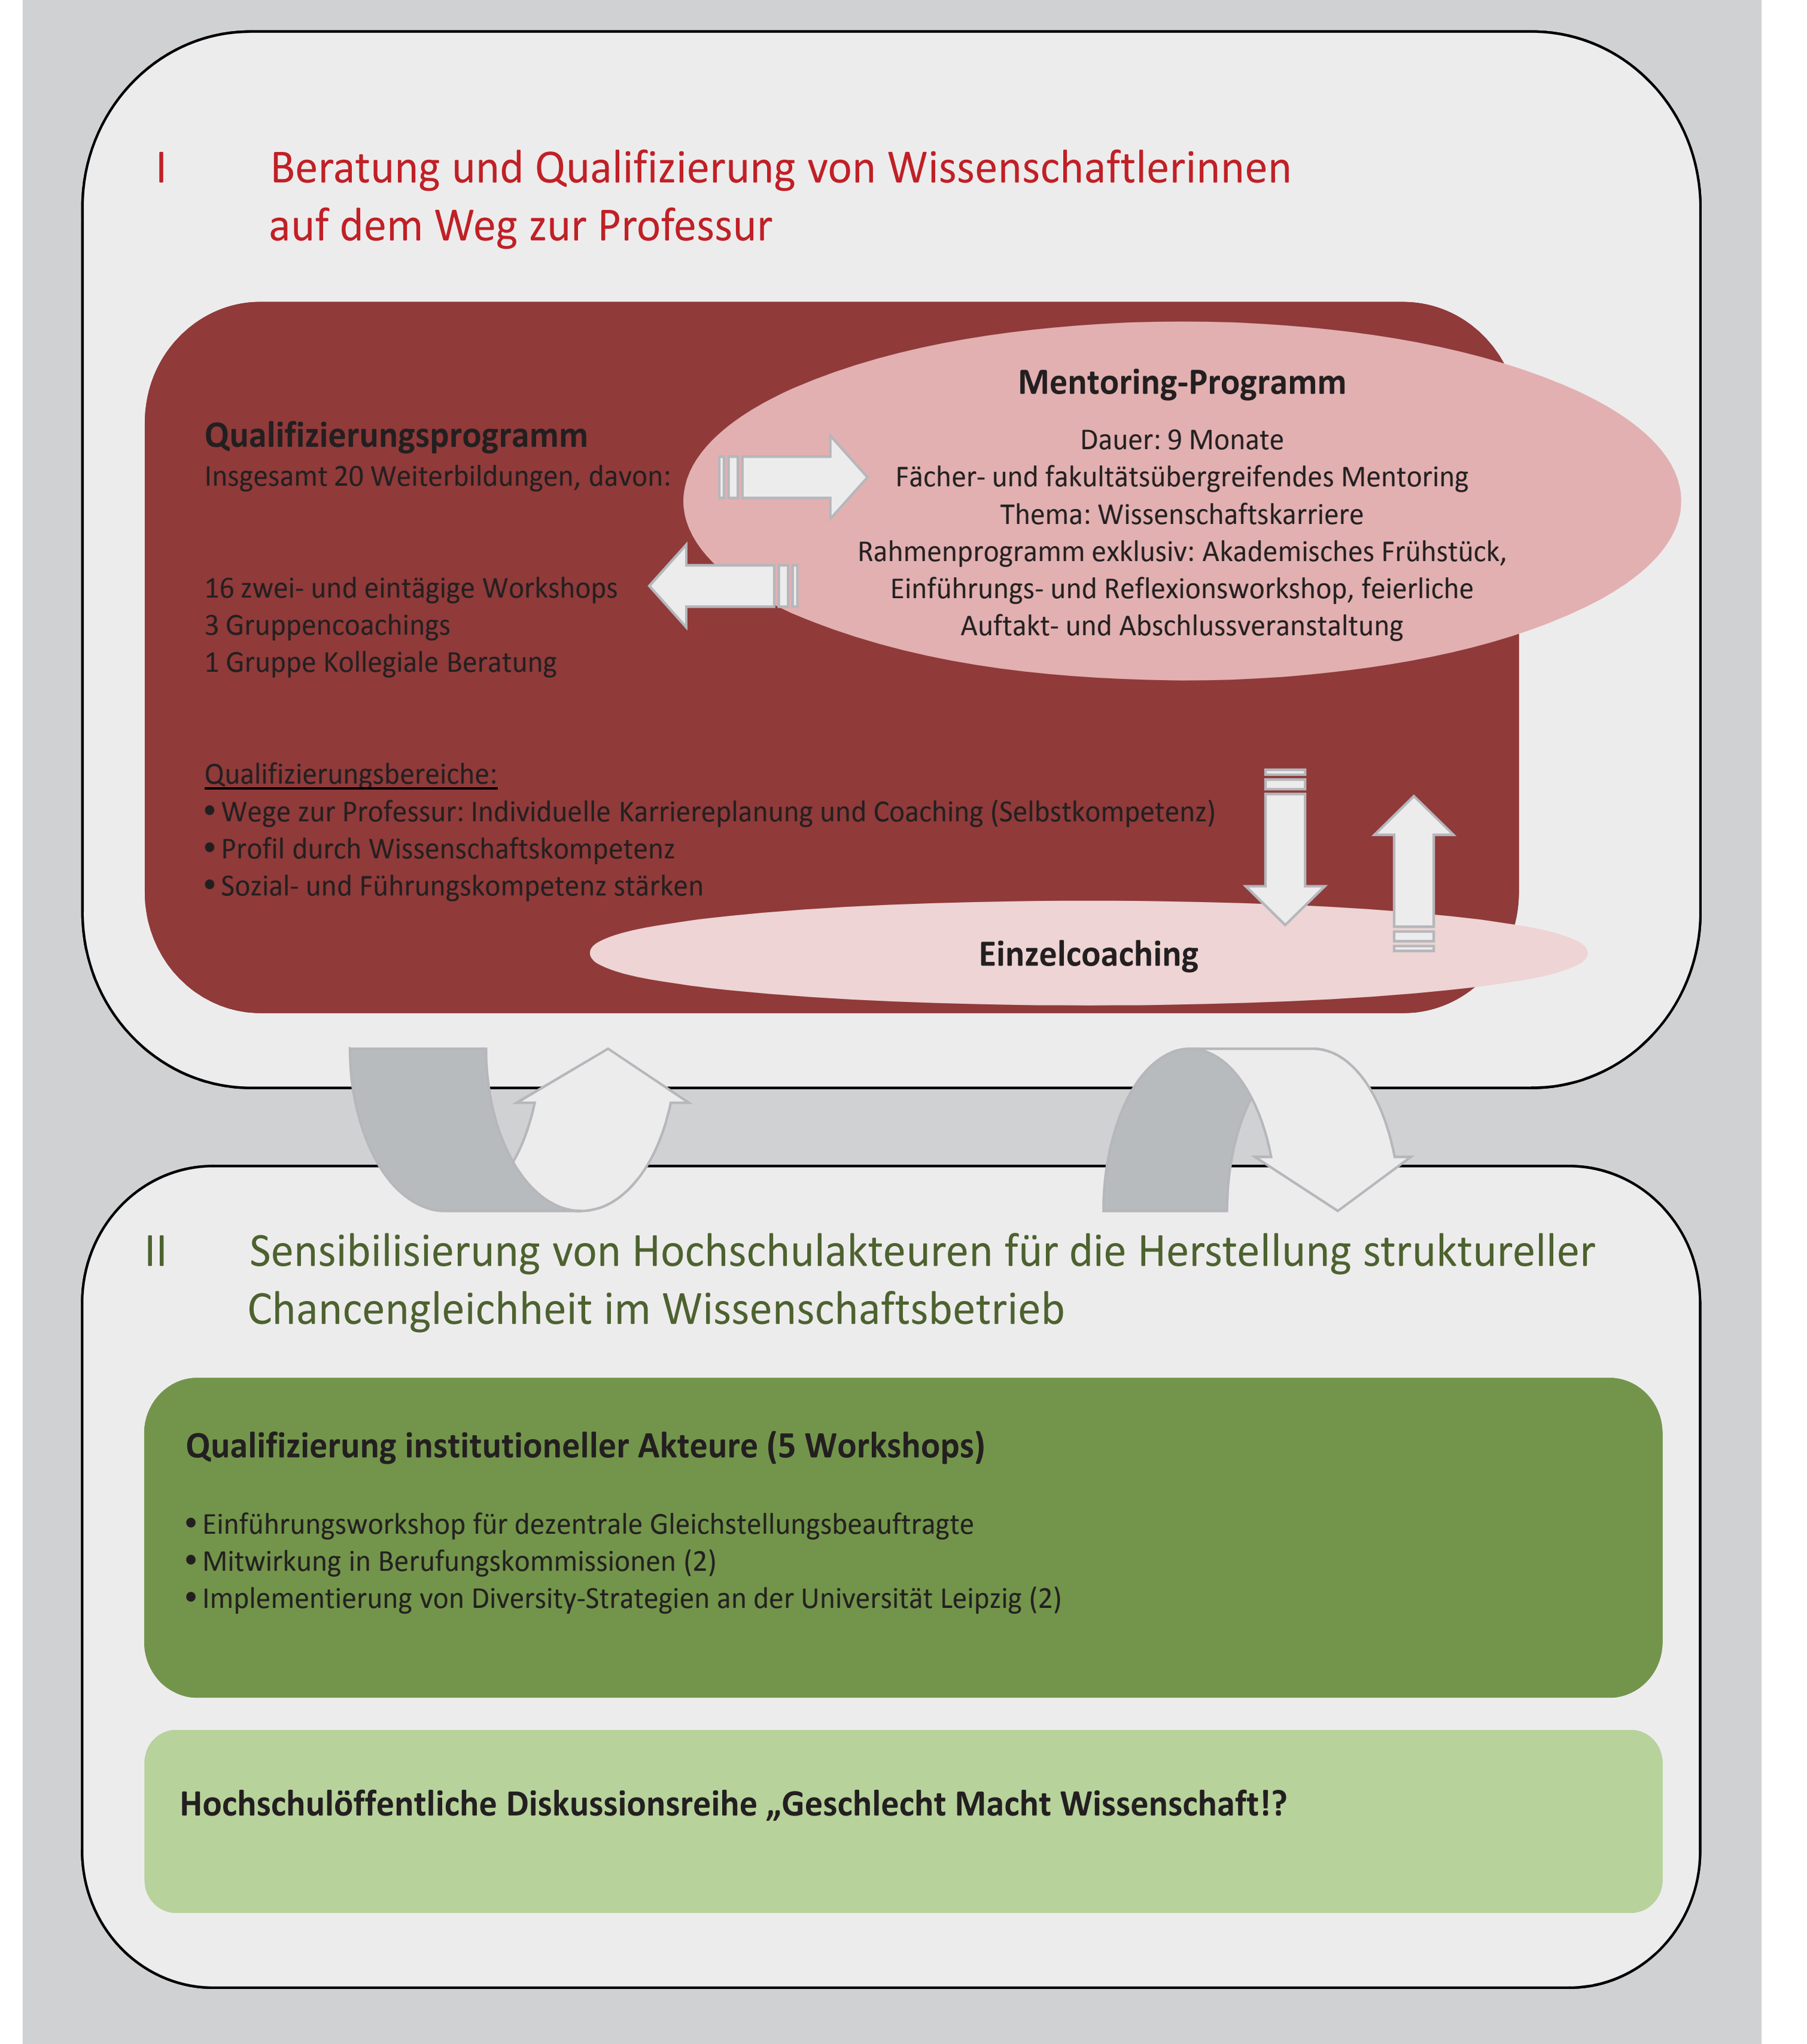 I Beratung und Qualifizierung von Wissenschaftlerinnen
auf dem Weg zur Professur
Qualifizierungsprogramm
Insgesamt 20 Weiterbildungen, davon:
16 zwei- und eintägige Workshops
3 Gruppencoachings
1 Gruppe Kollegiale Beratung
Mentoring-Programm
Dauer: 9 Monate
Fächer- und fakultätsübergreifendes Mentoring
Thema: Wissenschaftskarriere
Rahmenprogramm exklusiv: Akademisches Frühstück,
Einführungs- und Reflexionsworkshop, feierliche
Auftakt- und Abschlussveranstaltung
Qualifizierungsbereiche:
• Wege zur Professur: Individuelle Karriereplanung und Coaching (Selbstkompetenz)
• Profil durch Wissenschaftskompetenz
• Sozial- und Führungskompetenz stärken
Einzelcoaching
II Sensibilisierung von Hochschulakteuren für die Herstellung struktureller
Chancengleichheit im Wissenschaftsbetrieb
Qualifizierung institutioneller Akteure (5 Workshops)
• Einführungsworkshop für dezentrale Gleichstellungsbeauftragte
• Mitwirkung in Berufungskommissionen (2)
• Implementierung von Diversity-Strategien an der Universität Leipzig (2)
Hochschulöffentliche Diskussionsreihe „Geschlecht Macht Wissenschaft!?